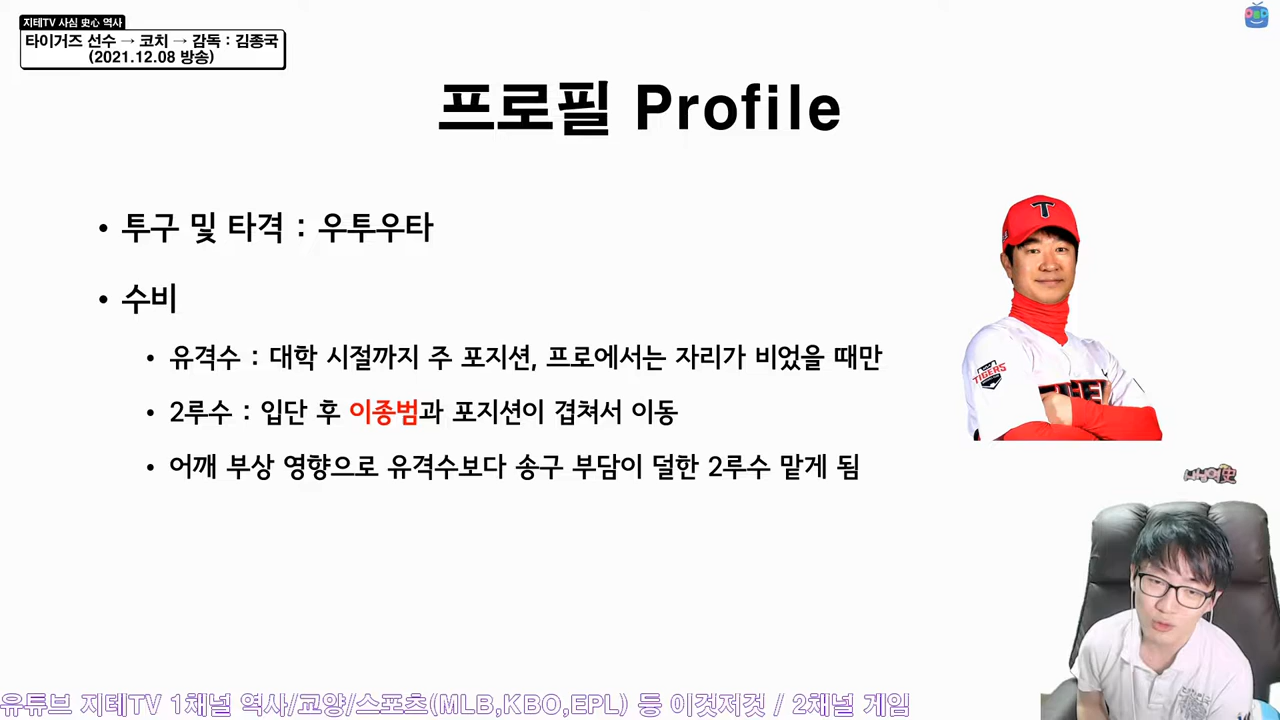 지테TV 사심 史心 역사
타이거즈 선수 → 코치 → 감독 : 김종국
(2021.12.08 방송)
프로필 Profile
• 투구 및 타격 : 우투우타
• 수비
• 유격수 : 대학 시절까지 주 포지션, 프로에서는 자리가 비었을 때만
• 2루수 : 입단 후 이종범과 포지션이 겹쳐서 이동
• 어깨 부상 영향으로 유격수보다 송구 부담이 덜한 2루수 맡게 됨
T
TIGERS
유튜브 지테TV 1채널 역사/교양/스포츠(MLB,KBO,EPL) 등 이것저것 / 2채널 게임